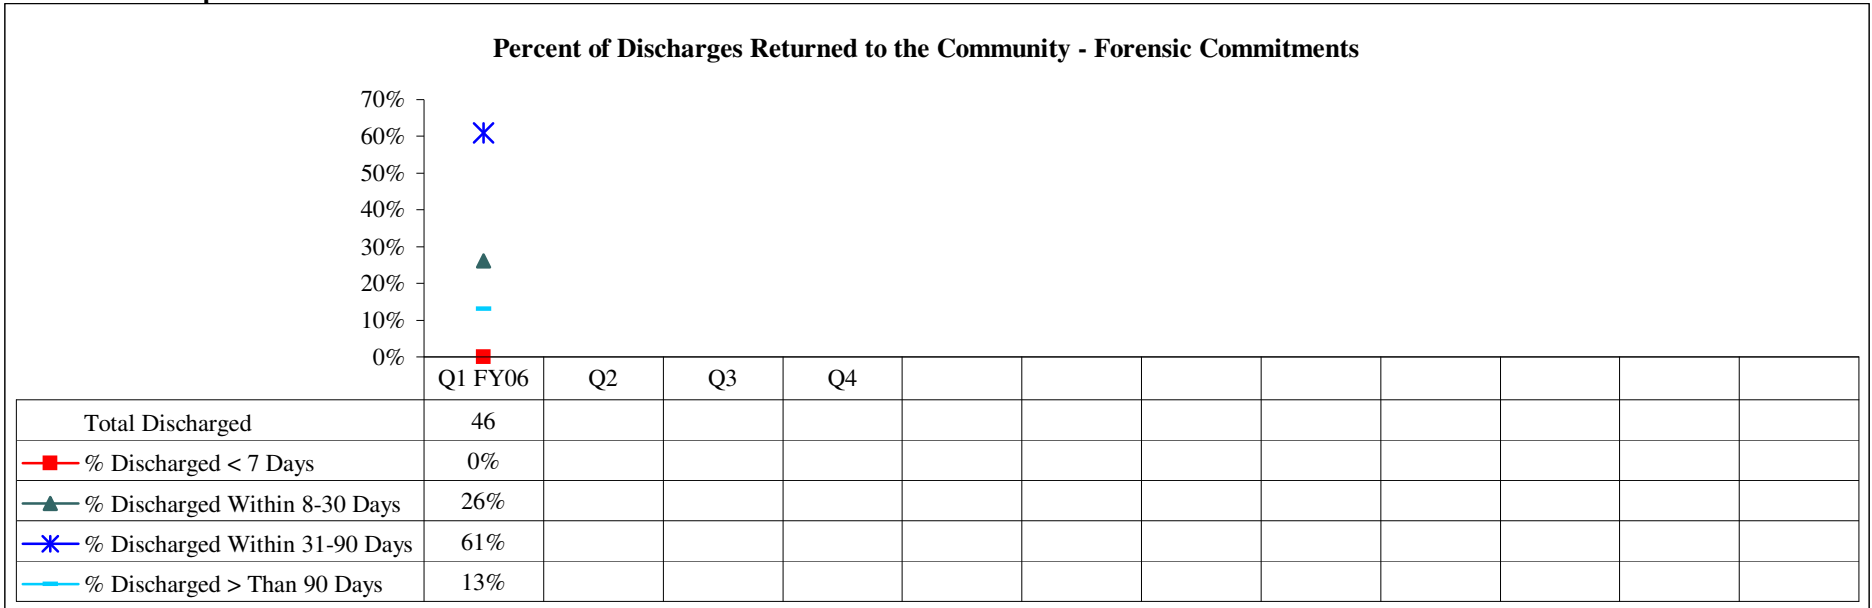 Percent of Discharges Returned to the Community - Forensic Commitments
70%
60%
50%
40%
30%
20%
10%
0%
Q1 FY06 Q2 Q3 Q4
Total Discharged 46
% Discharged < 7 Days 0%
% Discharged Within 8-30 Days 26%
% Discharged Within 31-90 Days 61%
% Discharged > Than 90 Days 13%